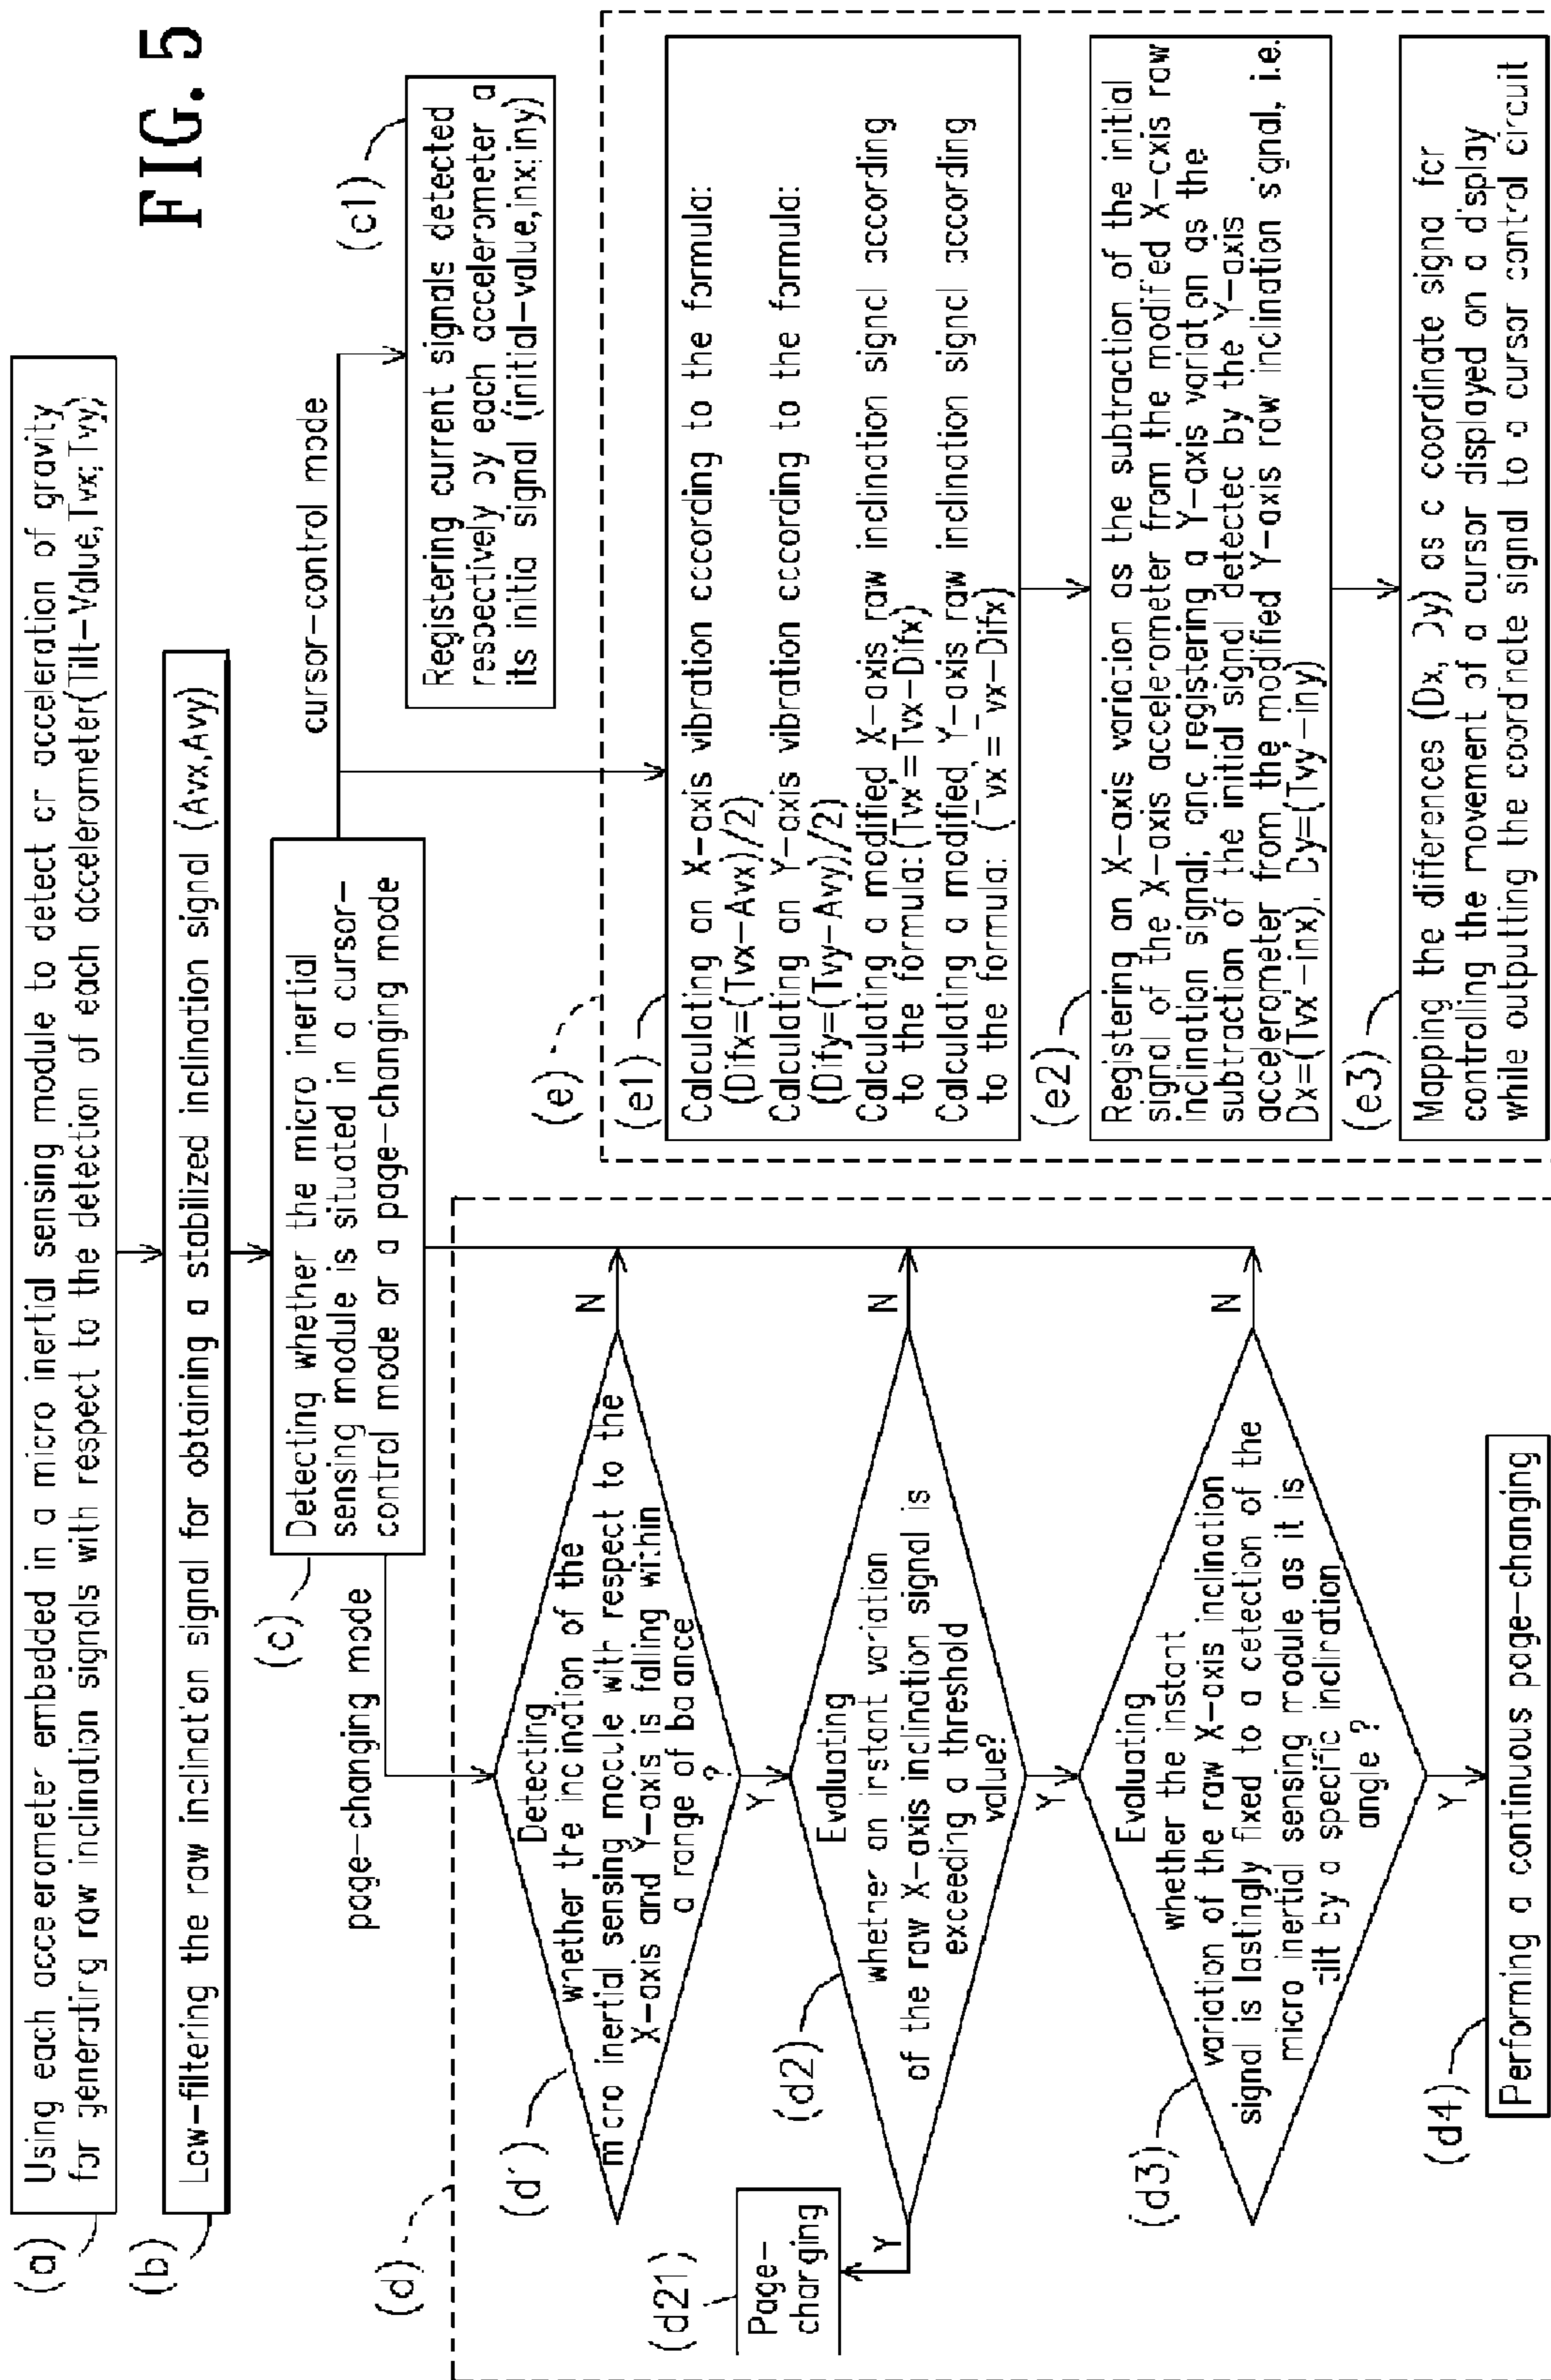 FIG. 5
(a)
Using each accelerometer embedded in a micro inertial sensing module to detect cr acceleration of gravity
for generating raw inclination signals with respect to the detection of each accelerometer(Tilt-Value,Tvx;Tvy)
(b)
Low-filtering the raw inclination signal for obtaining a stabilized inclination signal (Avx,Avy)
(c)
Detecting whether the micro inertial
sensing module is situated in a cursor-
control mode or a page-changing mode
page-changing mode
cursor-control mode
(c1)
Registering current signals detected
respectively by each accelerometer a
its initia signal (initial-value,inx;iny)
(d)
(d1)
Detecting
whether the inclination of the
micro inertial sensing module with respect to the
X-axis and Y-axis is falling within
a range of balance
?
N
Y
(d2)
Evaluating
whether an instant variation
of the raw X-axis inclination signal is
exceeding a threshold
value?
N
Y
Y
(d21)
Page-
changing
(d3)
Evaluating
whether the instant
variation of the raw X-axis inclination
signal is lastingly fixed to a detection of the
micro inertial sensing module as it is
tilt by a specific inclination
angle ?
N
Y
(d4)
Performing a continuous page-changing
(e)
(e1)
Calculating an X-axis vibration according to the formula:
(Difx=(Tvx-Avx)/2)
Calculating an Y-axis vibration according to the formula:
(Dify=(Tvy-Avy)/2)
Calculating a modified X-axis raw inclination signal according
to the formula:(Tvx'=Tvx-Difx)
Calculating a modified Y-axis raw inclination signal according
to the formula: (Tvx'=Tvx-Difx)
(e2)
Registering an X-axis variation as the subtraction of the initial
signal of the X-axis accelerometer from the modified X-axis raw
inclination signal; and registering a Y-axis variation as the
subtraction of the initial signal detected by the Y-axis
accelerometer from the modified Y-axis raw inclination signal, i.e.
Dx=(Tvx'-inx), Dy=(Tvy'-iny)
(e3)
Mapping the differences (Dx, Dy) as a coordinate signa for
controlling the movement of a cursor displayed on a display
while outputting the coordinate signal to a cursor control circuit